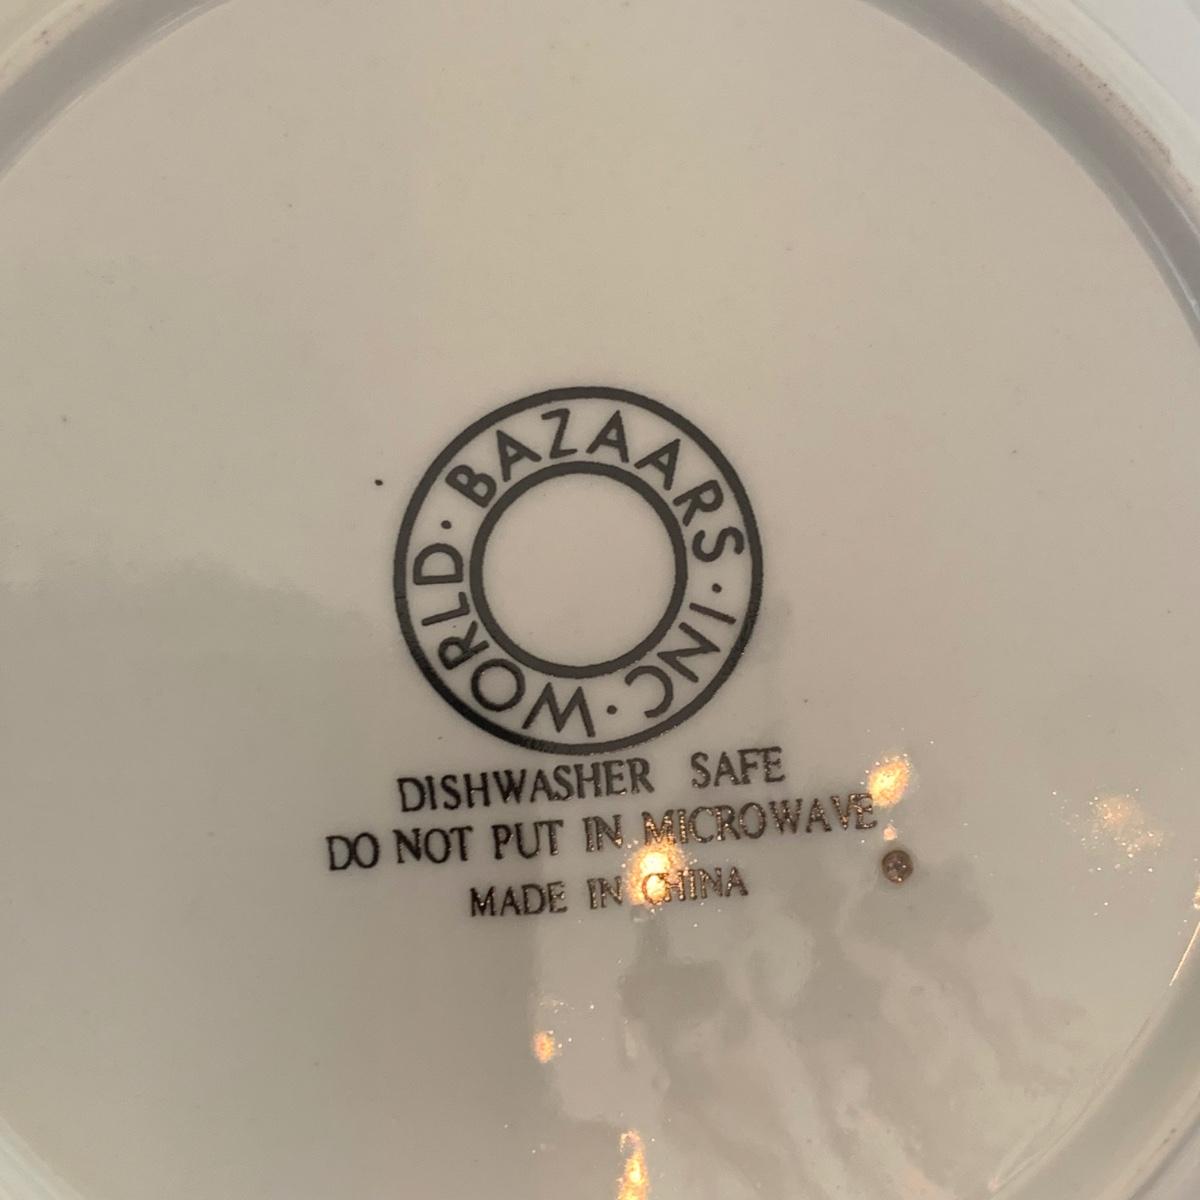 WORLD · BAZAARS · INC ·
DISHWASHER SAFE
DO NOT PUT IN MICROWAVE
MADE IN CHINA